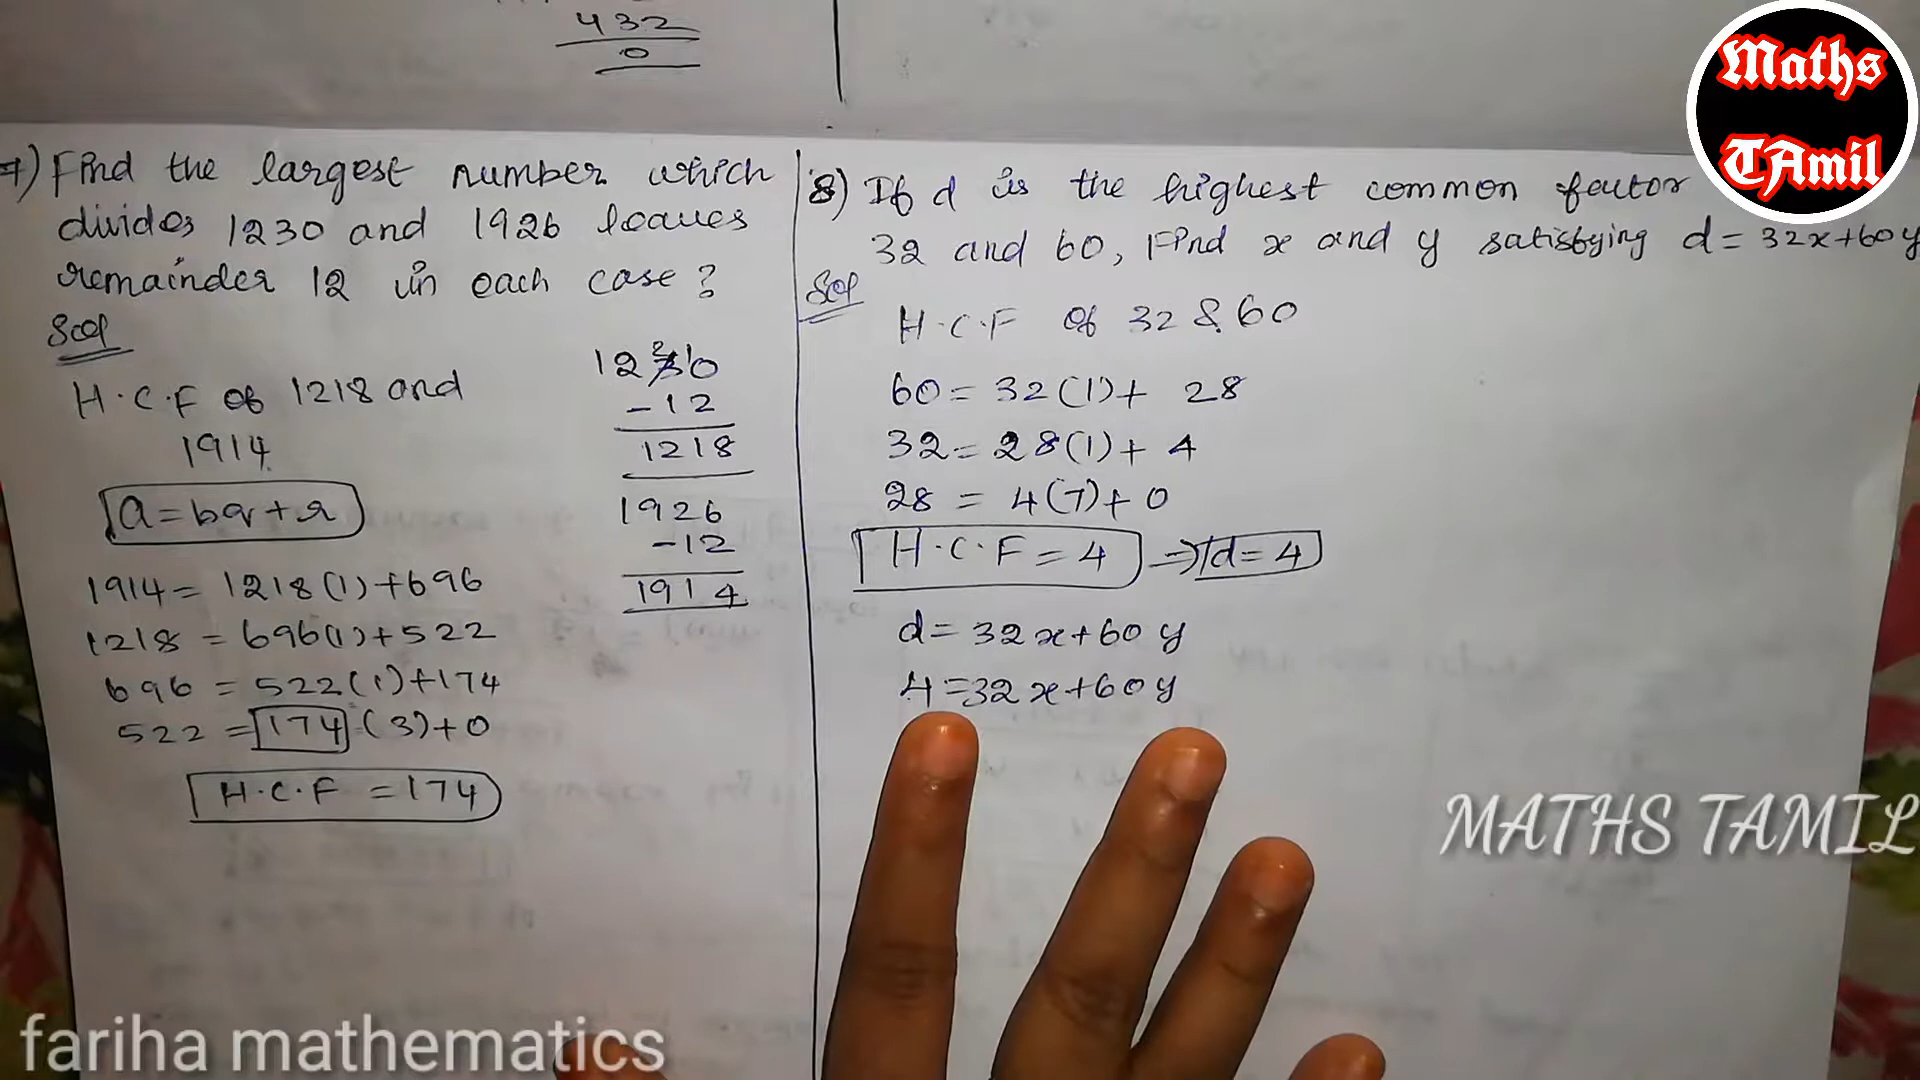 432
0
7) Find the largest number which
divides 1230 and 1926 leaves
remainder 12 in each case ?
Sol
H.C.F of 1218 and
1914
a = bq + r
1914 = 1218(1)+696
1218 = 696(1)+522
696 = 522(1)+174
522 = 174 (3)+0
H.C.F = 174
1230
-12
1218
1926
-12
1914
8) If d is the highest common factor
32 and 60, Find x and y satisfying d = 32x+60y
Sol
H.C.F of 32 & 60
60 = 32(1)+ 28
32 = 28(1)+ 4
28 = 4(7)+ 0
H.C.F = 4 ⇒ d = 4
d = 32x+60y
4 = 32x+60y
Maths
TAmil
MATHS TAMIL
fariha mathematics